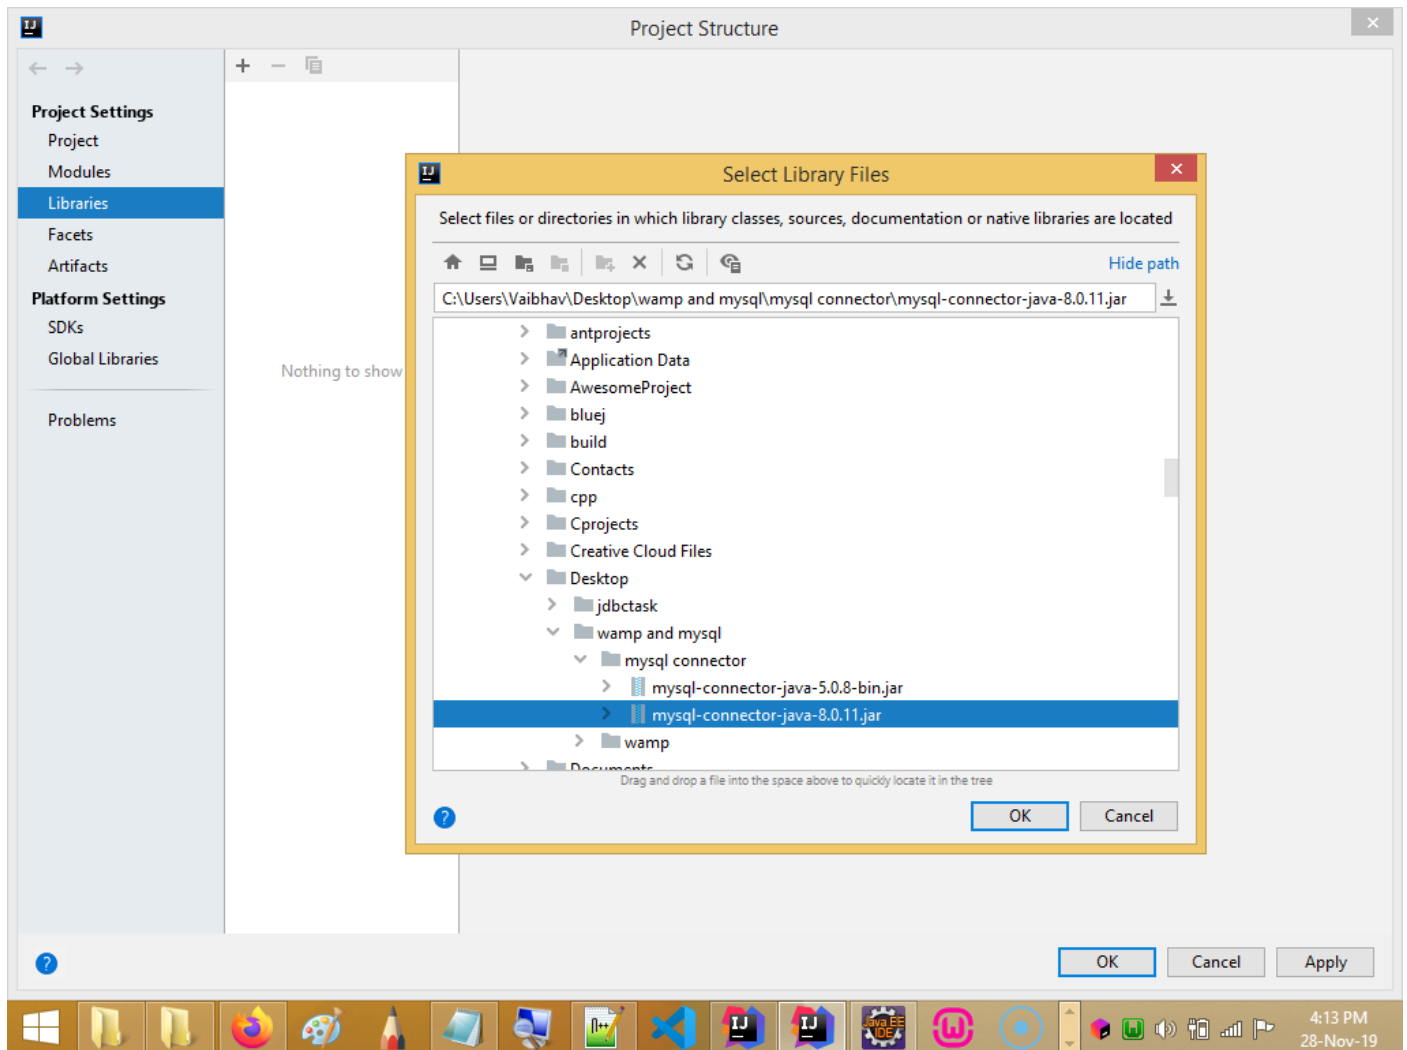 Project Structure
Project Settings
Project
Modules
Libraries
Facets
Artifacts
Platform Settings
SDKs
Global Libraries
Problems
Nothing to show
Select Library Files
Select files or directories in which library classes, sources, documentation or native libraries are located
Hide path
C:\Users\Vaibhav\Desktop\wamp and mysql\mysql connector\mysql-connector-java-8.0.11.jar
antprojects
Application Data
AwesomeProject
bluej
build
Contacts
cpp
Cprojects
Creative Cloud Files
Desktop
jdbctask
wamp and mysql
mysql connector
mysql-connector-java-5.0.8-bin.jar
mysql-connector-java-8.0.11.jar
wamp
Documents
Drag and drop a file into the space above to quickly locate it in the tree
OK Cancel
OK Cancel Apply
4:13 PM
28-Nov-19